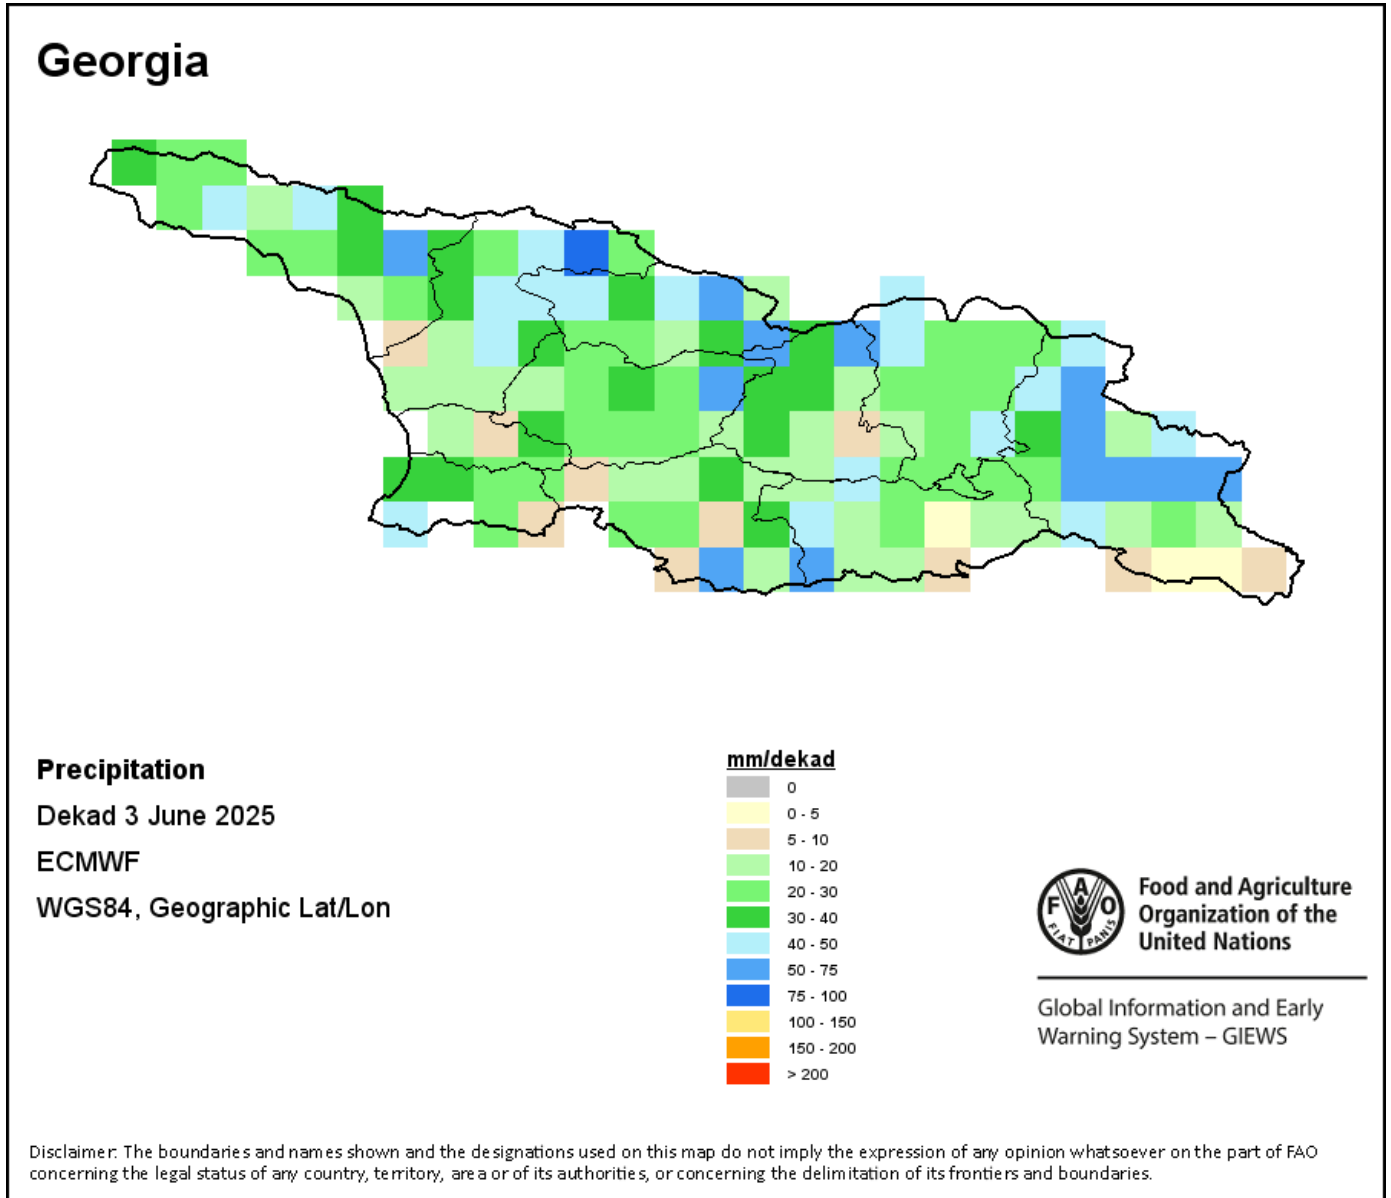 Georgia
Precipitation
Dekad 3 June 2025
ECMWF
WGS84, Geographic Lat/Lon
mm/dekad
0
0 - 5
5 - 10
10 - 20
20 - 30
30 - 40
40 - 50
50 - 75
75 - 100
100 - 150
150 - 200
> 200
F A O
FIAT PANIS
Food and Agriculture
Organization of the
United Nations
Global Information and Early
Warning System – GIEWS
Disclaimer: The boundaries and names shown and the designations used on this map do not imply the expression of any opinion whatsoever on the part of FAO
concerning the legal status of any country, territory, area or of its authorities, or concerning the delimitation of its frontiers and boundaries.